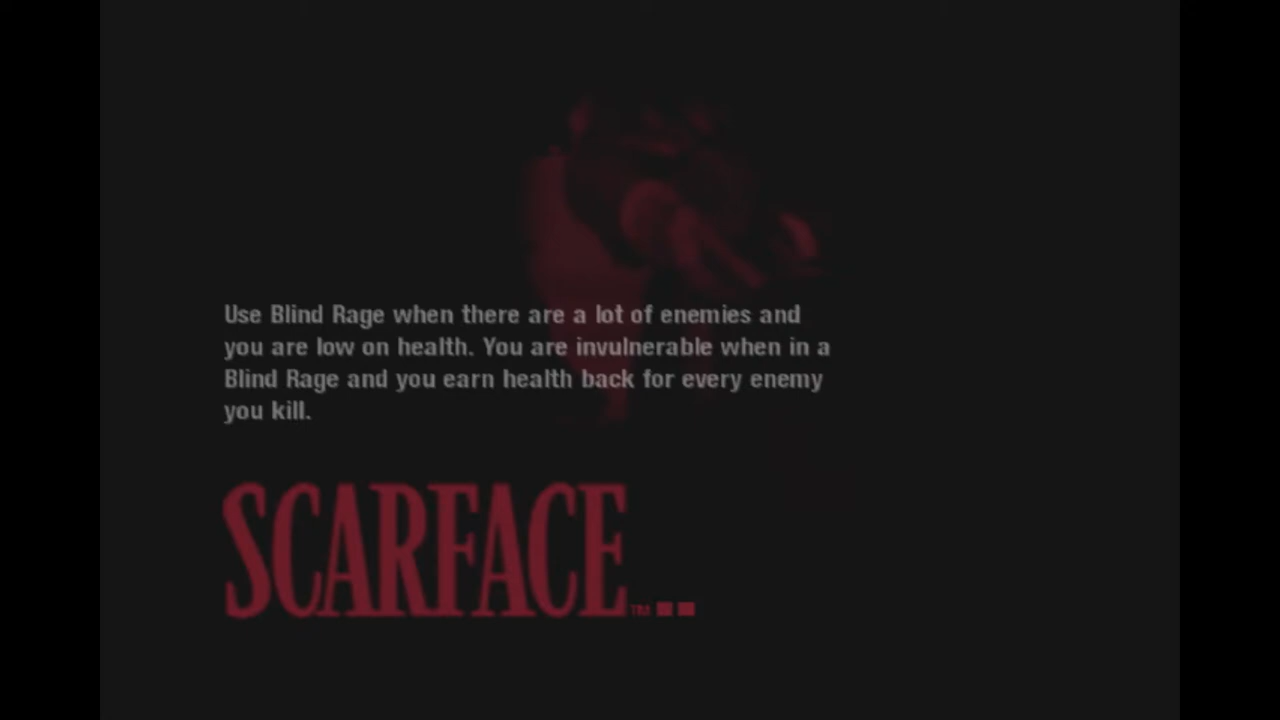 Use Blind Rage when there are a lot of enemies and
you are low on health. You are invulnerable when in a
Blind Rage and you earn health back for every enemy
you kill.
SCARFACE™